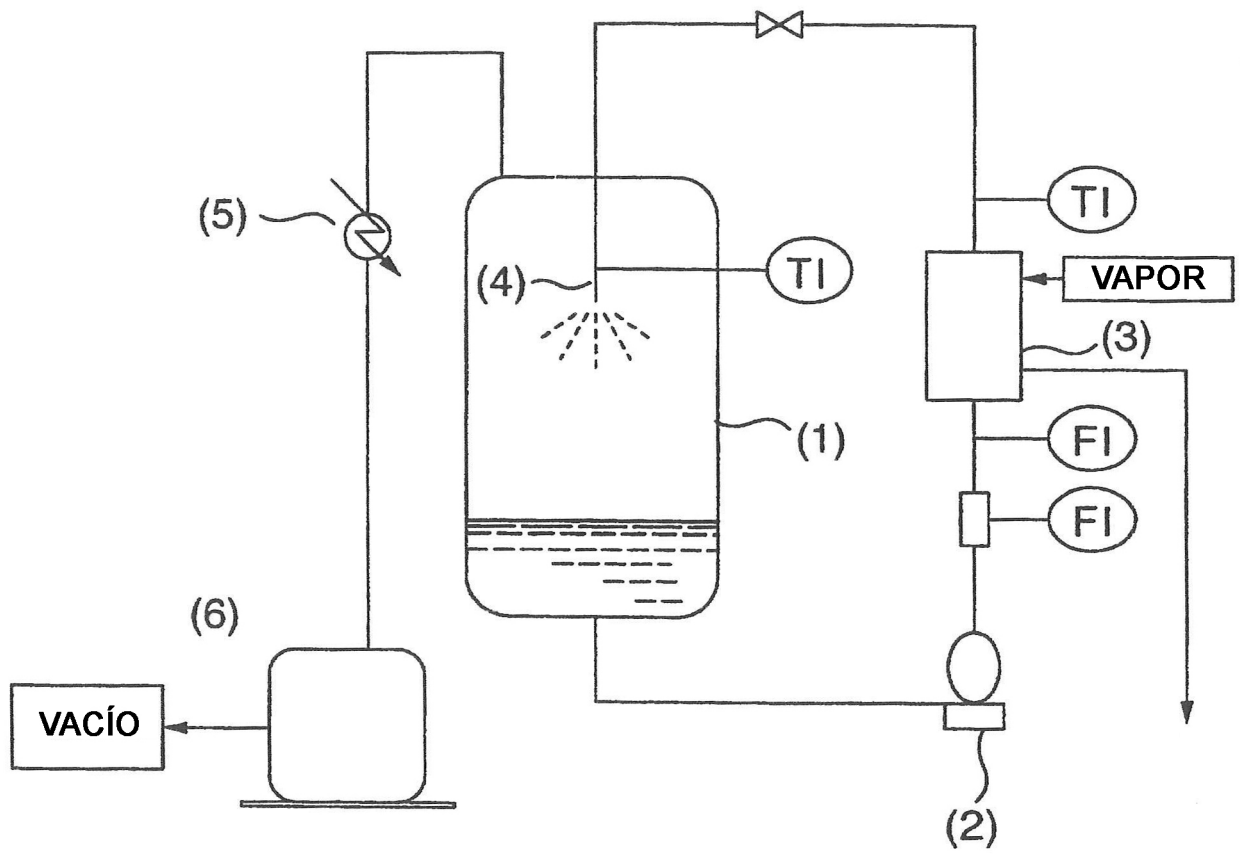 (5)
TI
(4)
TI
VAPOR
(3)
(1)
FI
FI
(6)
VACÍO
(2)